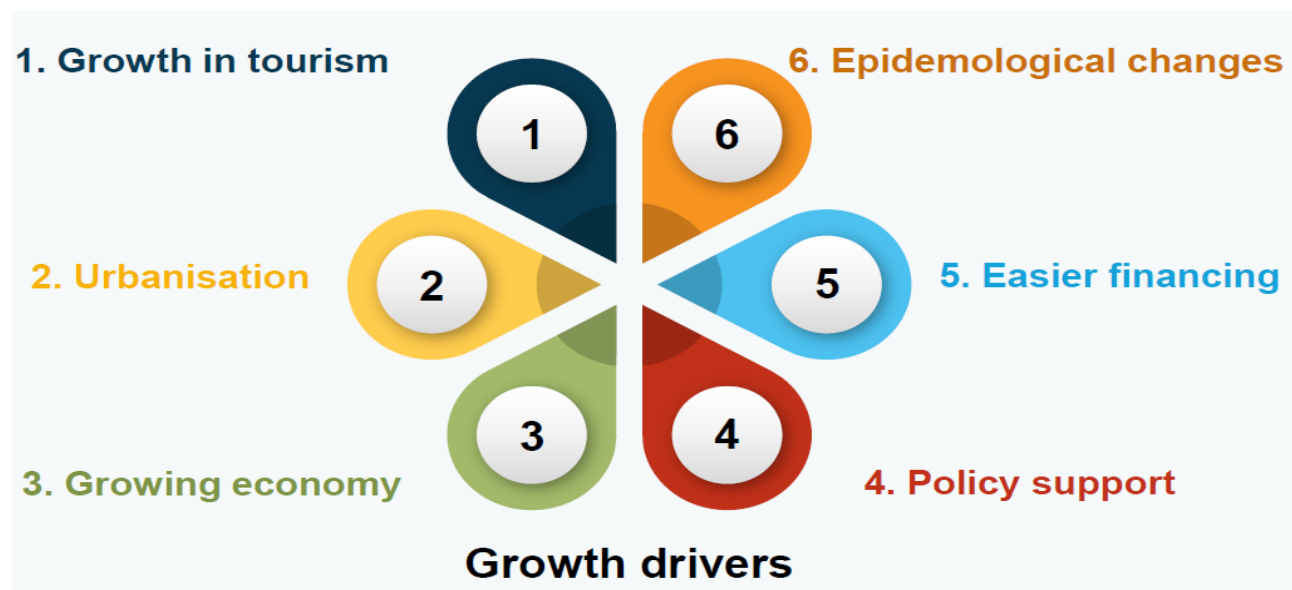 1. Growth in tourism
6. Epidemological changes
1
6
2. Urbanisation
2
5
5. Easier financing
3
4
3. Growing economy
4. Policy support
Growth drivers